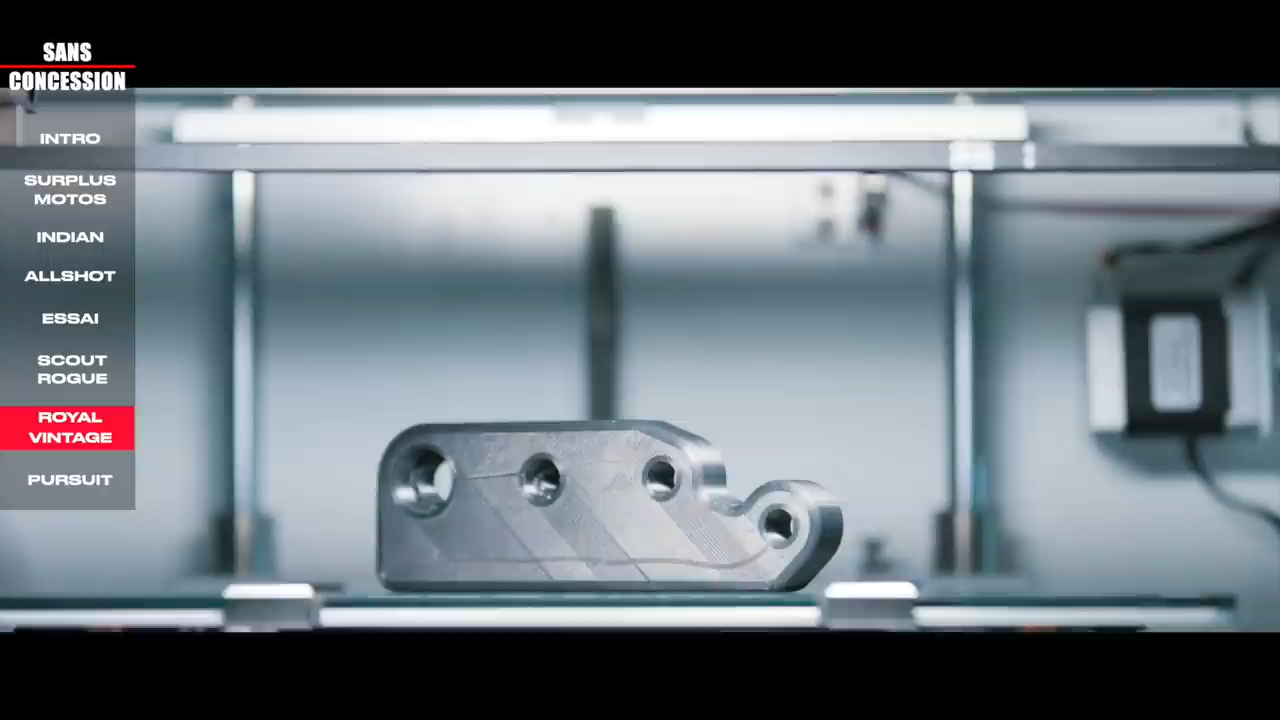 SANS
CONCESSION
INTRO
SURPLUS
MOTOS
INDIAN
ALLSHOT
ESSAI
SCOUT
ROGUE
ROYAL
VINTAGE
PURSUIT